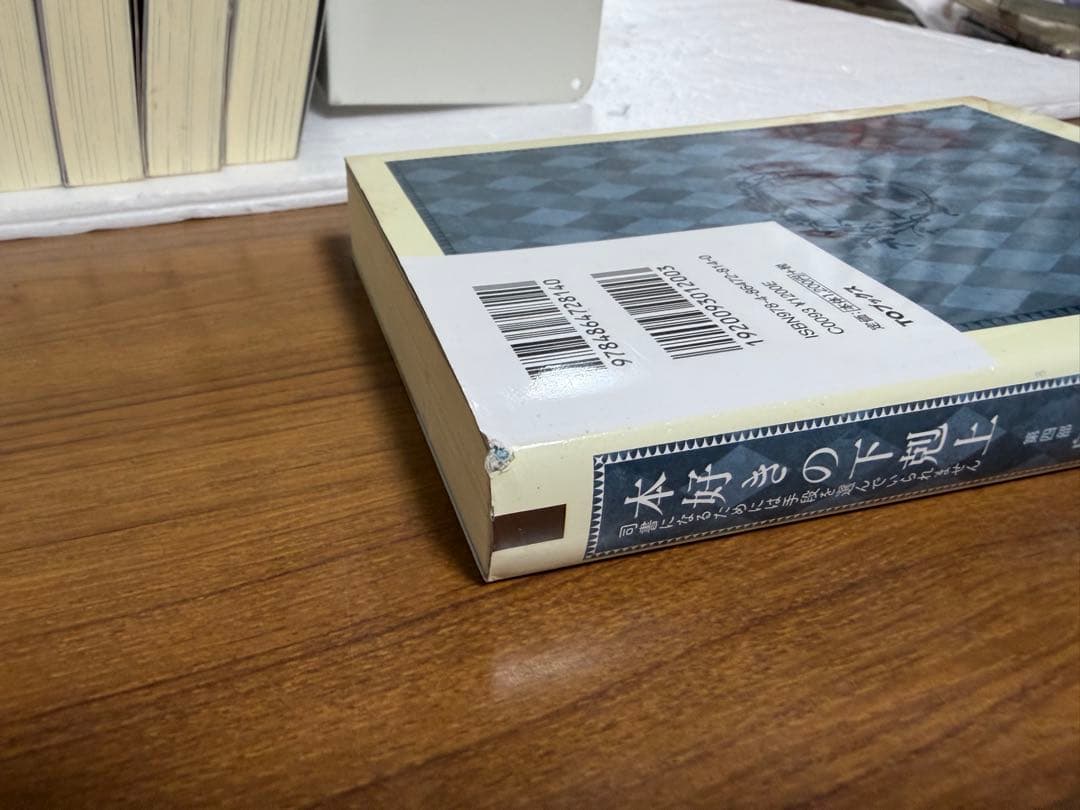 9784864728140
1920093012003
ISBN978-4-86472-814-0
C0093 ¥1200E
定価:本体1200円+税
TOブックス
本好きの下剋上
司書になるためには手段を選んでいられません
第四部